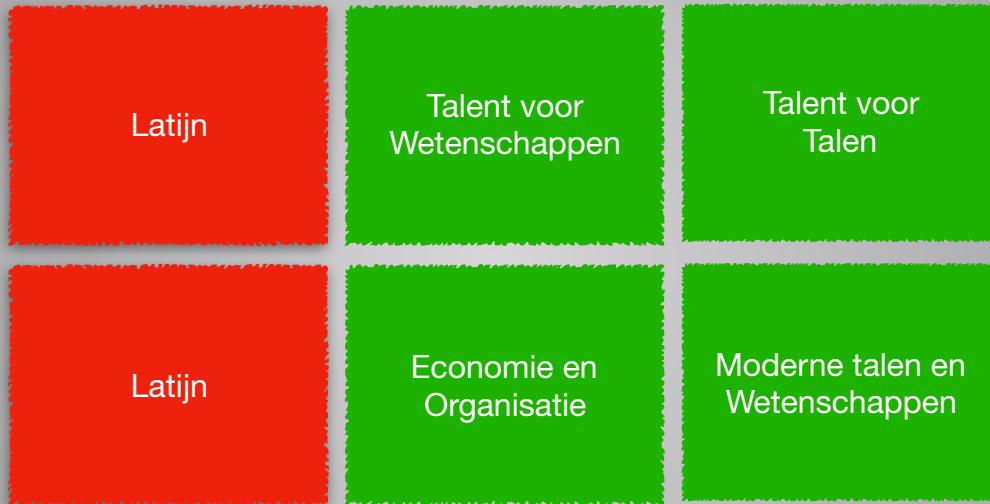 Latijn
Talent voor
Wetenschappen
Talent voor
Talen
Latijn
Economie en
Organisatie
Moderne talen en
Wetenschappen